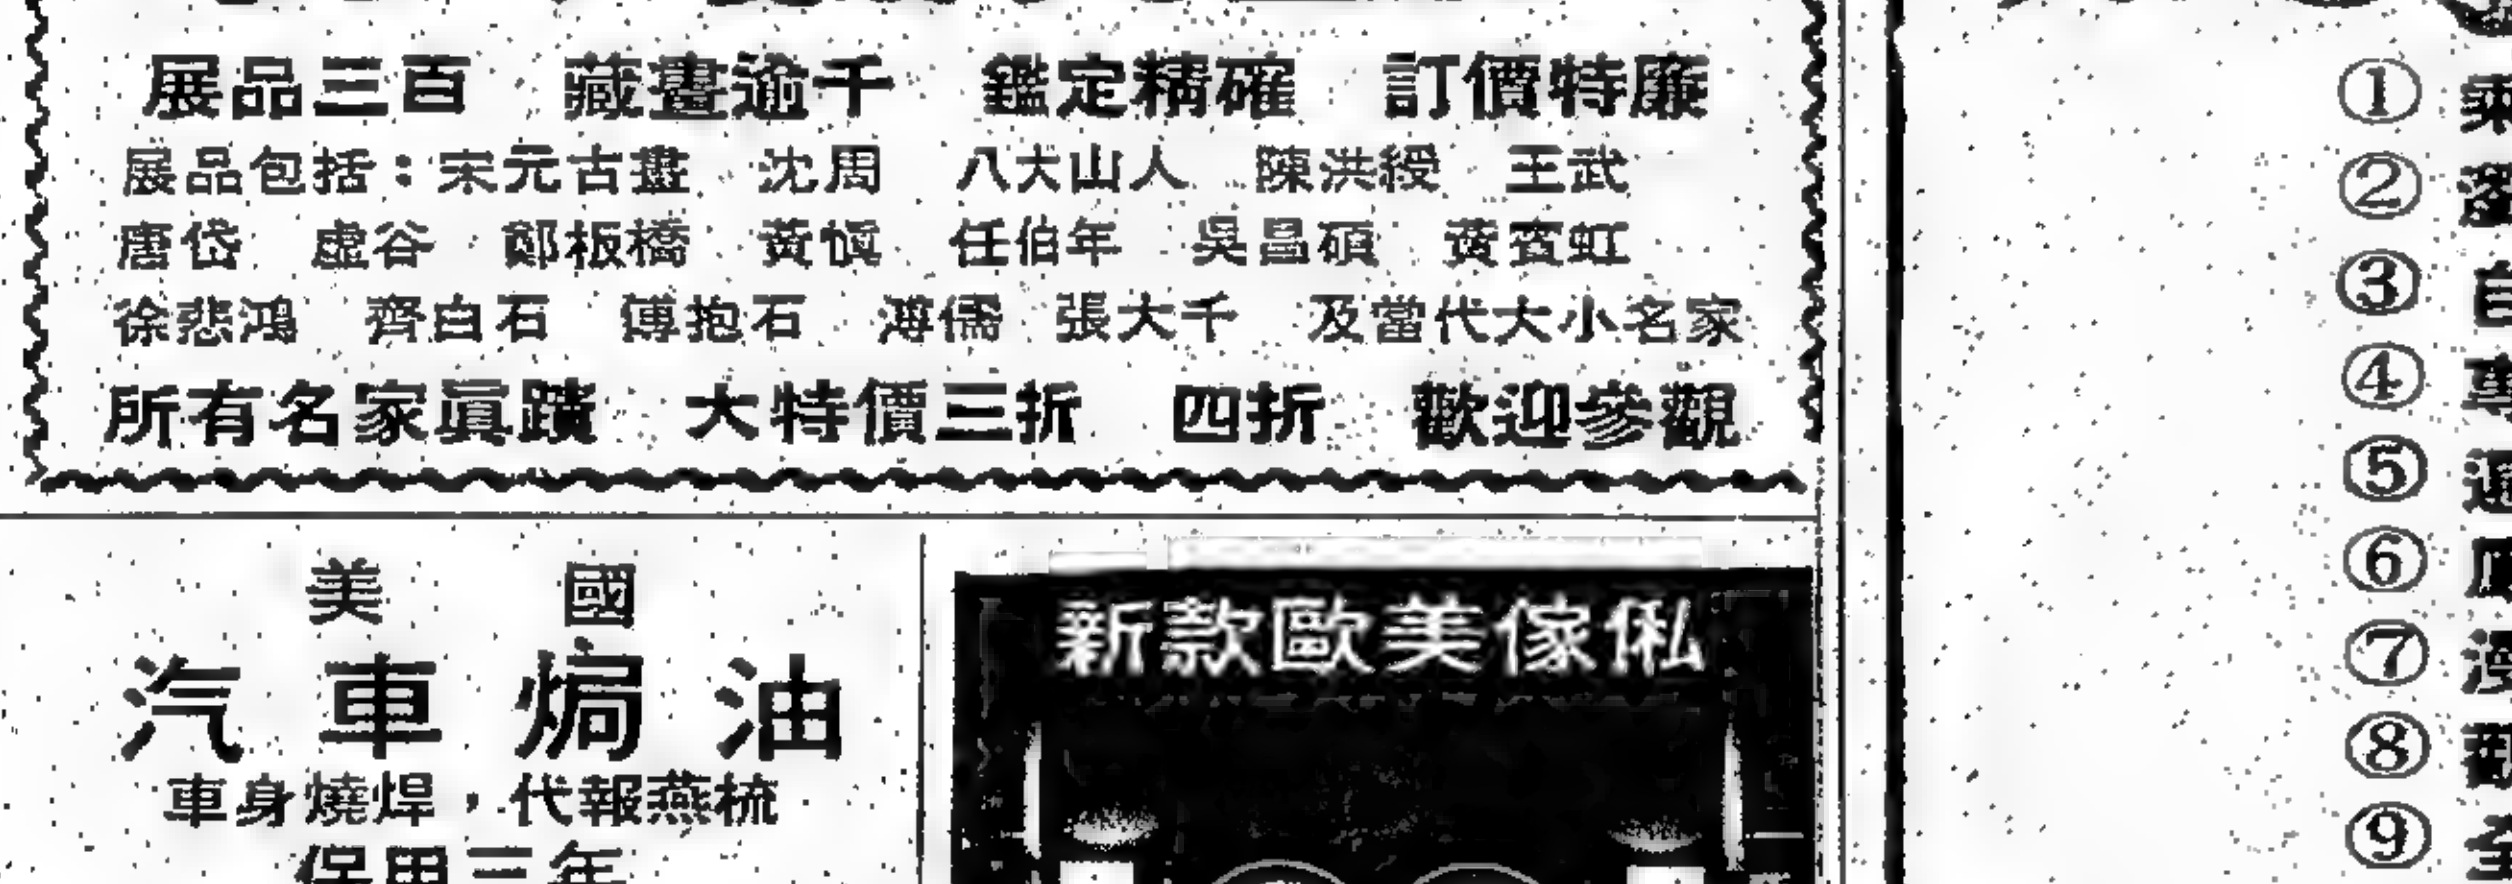 展品三百 藏畫逾千 鑑定精確 訂價特廉
展品包括：宋元古畫 沈周 八大山人 陳洪綬 王武
唐岱 虛谷 鄭板橋 黃愼 任伯年 吳昌碩 黃賓虹
徐悲鴻 齊白石 傅抱石 溥儒 張大千 及當代大小名家
所有名家眞蹟 大特價三折 四折 歡迎參觀
美國
汽車焗油
車身燒焊，代報燕梳
保用三年
新款歐美傢俬
①
②
③
④
⑤
⑥
⑦
⑧
⑨